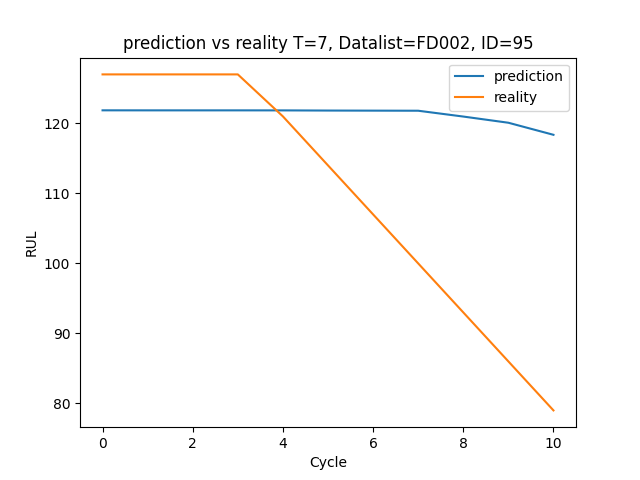 prediction vs reality T=7, Datalist=FD002, ID=95
prediction
reality
RUL
120
110
100
90
80
0 2 4 6 8 10
Cycle